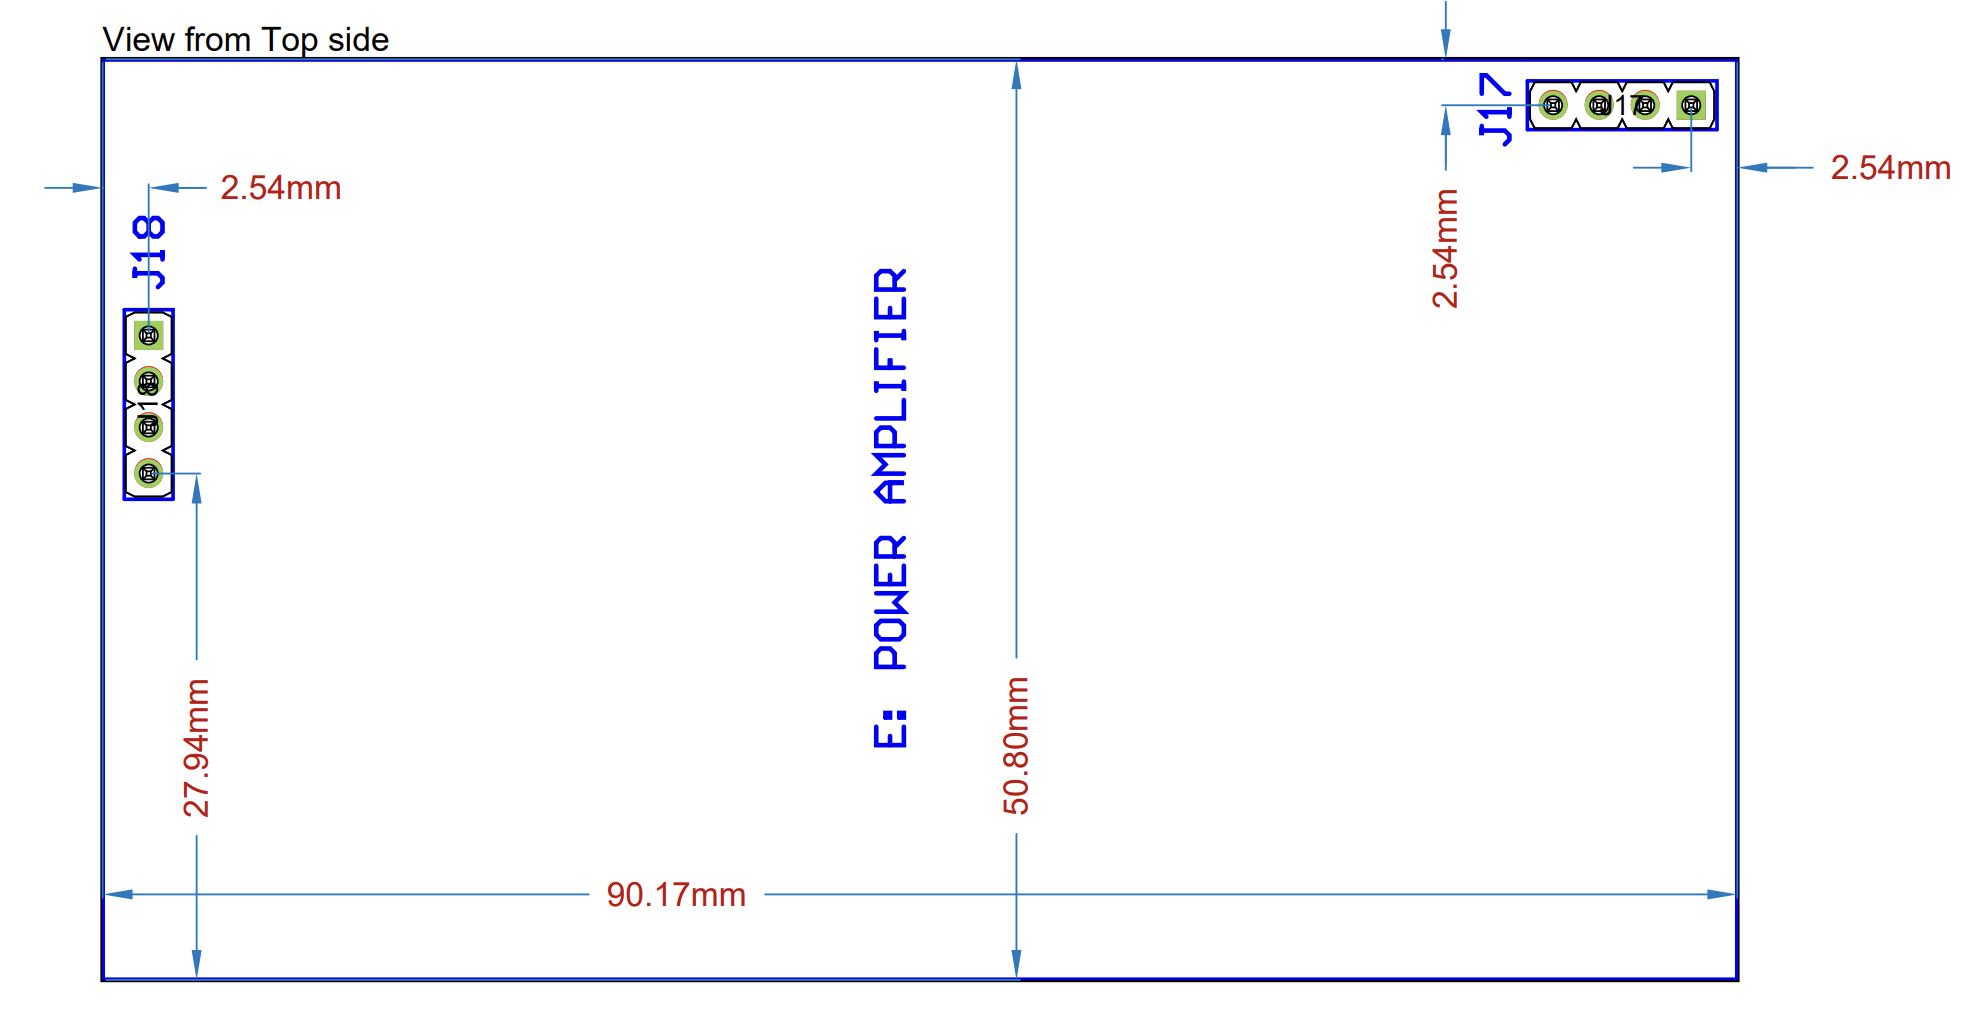 View from Top side
J17
J17
2.54mm
2.54mm
2.54mm
J18
J18
E: POWER AMPLIFIER
27.94mm
50.80mm
90.17mm